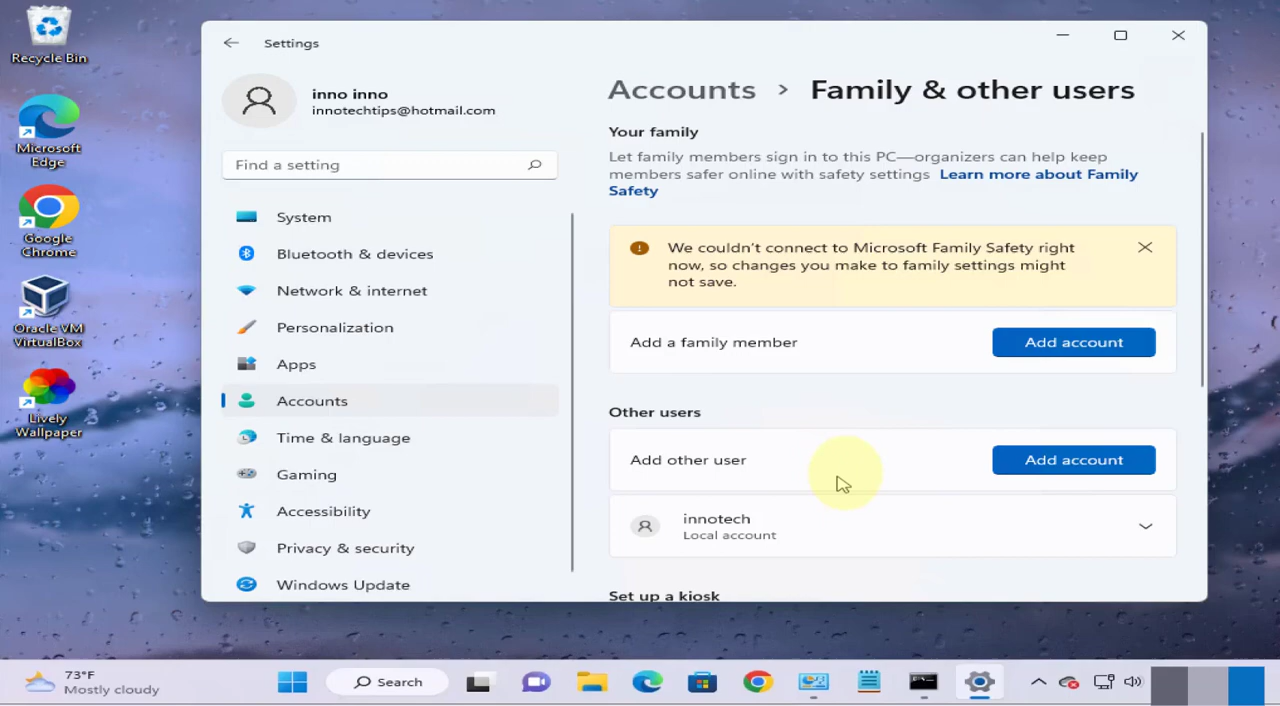 Recycle Bin
Microsoft
Edge
Google
Chrome
Oracle VM
VirtualBox
Lively
Wallpaper
Settings
inno inno
innotechtips@hotmail.com
Find a setting
System
Bluetooth & devices
Network & internet
Personalization
Apps
Accounts
Time & language
Gaming
Accessibility
Privacy & security
Windows Update
Accounts > Family & other users
Your family
Let family members sign in to this PC—organizers can help keep
members safer online with safety settings Learn more about Family
Safety
We couldn't connect to Microsoft Family Safety right
now, so changes you make to family settings might
not save.
Add a family member
Add account
Other users
Add other user
Add account
innotech
Local account
Set up a kiosk
73°F
Mostly cloudy
Search